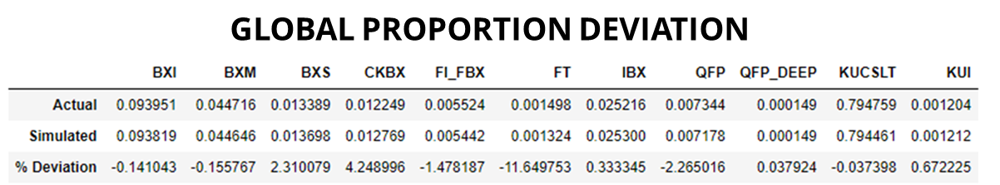 GLOBAL PROPORTION DEVIATION
BXI BXM BXS CKBX FI_FBX FT IBX QFP QFP_DEEP KUCSLT KUI
Actual 0.093951 0.044716 0.013389 0.012249 0.005524 0.001498 0.025216 0.007344 0.000149 0.794759 0.001204
Simulated 0.093819 0.044646 0.013698 0.012769 0.005442 0.001324 0.025300 0.007178 0.000149 0.794461 0.001212
% Deviation -0.141043 -0.155767 2.310079 4.248996 -1.478187 -11.649753 0.333345 -2.265016 0.037924 -0.037398 0.672225